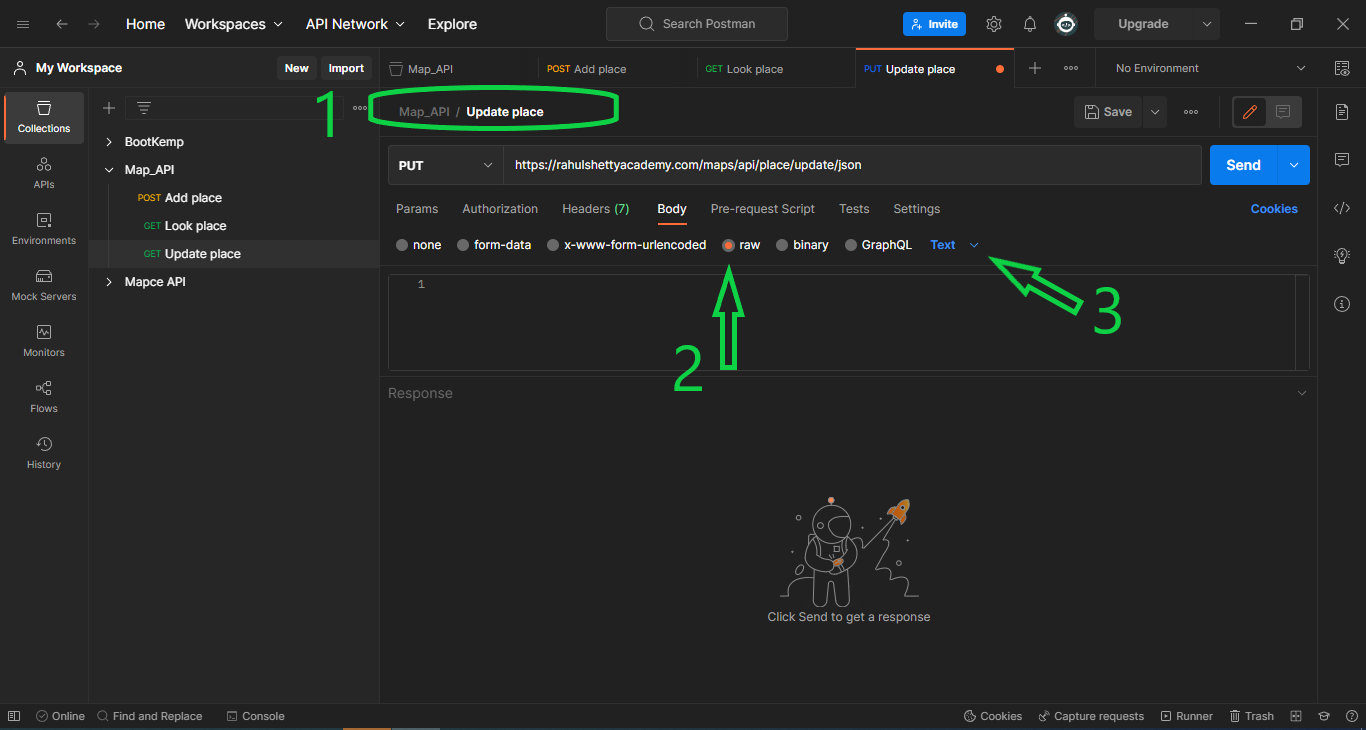 Home Workspaces API Network Explore Search Postman Invite Upgrade
My Workspace New Import Map_API POST Add place GET Look place PUT Update place No Environment
1
Map_API / Update place Save
Collections
APIs
Environments
Mock Servers
Monitors
Flows
History
BootKemp
Map_API
POST Add place
GET Look place
GET Update place
Mapce API
PUT https://rahulshettyacademy.com/maps/api/place/update/json Send
Params Authorization Headers (7) Body Pre-request Script Tests Settings Cookies
none form-data x-www-form-urlencoded raw binary GraphQL Text
1
2
3
Response
Click Send to get a response
Online Find and Replace Console Cookies Capture requests Runner Trash